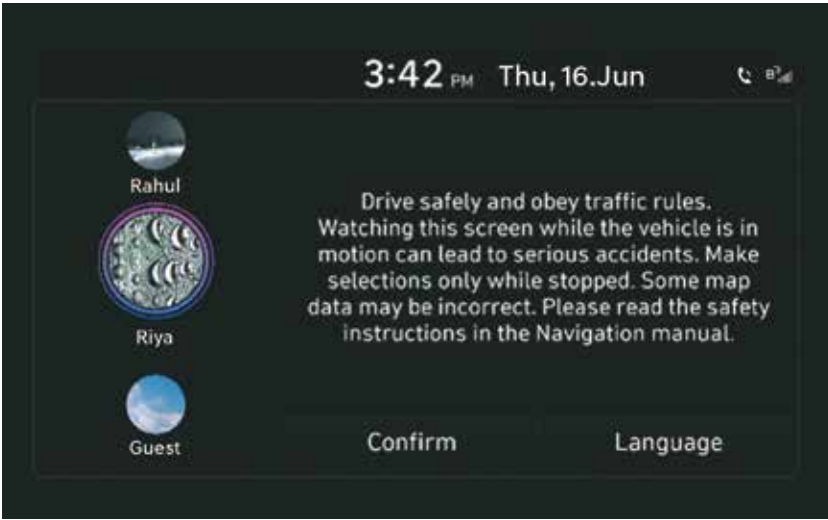 3:42 PM Thu, 16.Jun
Rahul
Riya
Guest
Drive safely and obey traffic rules.
Watching this screen while the vehicle is in
motion can lead to serious accidents. Make
selections only while stopped. Some map
data may be incorrect. Please read the safety
instructions in the Navigation manual.
Confirm Language